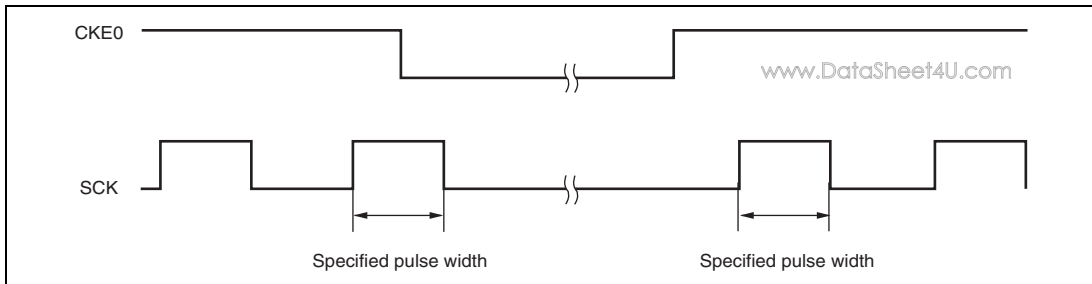 CKE0
www.DataSheet4U.com
SCK
Specified pulse width Specified pulse width